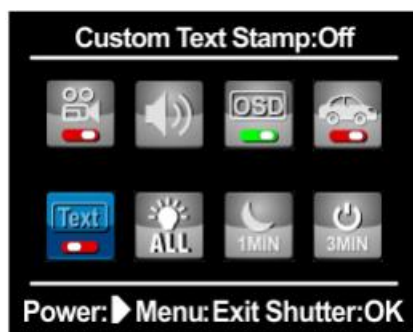 Custom Text Stamp:Off
OSD
Text ALL 1MIN 3MIN
Power: Menu:Exit Shutter:OK